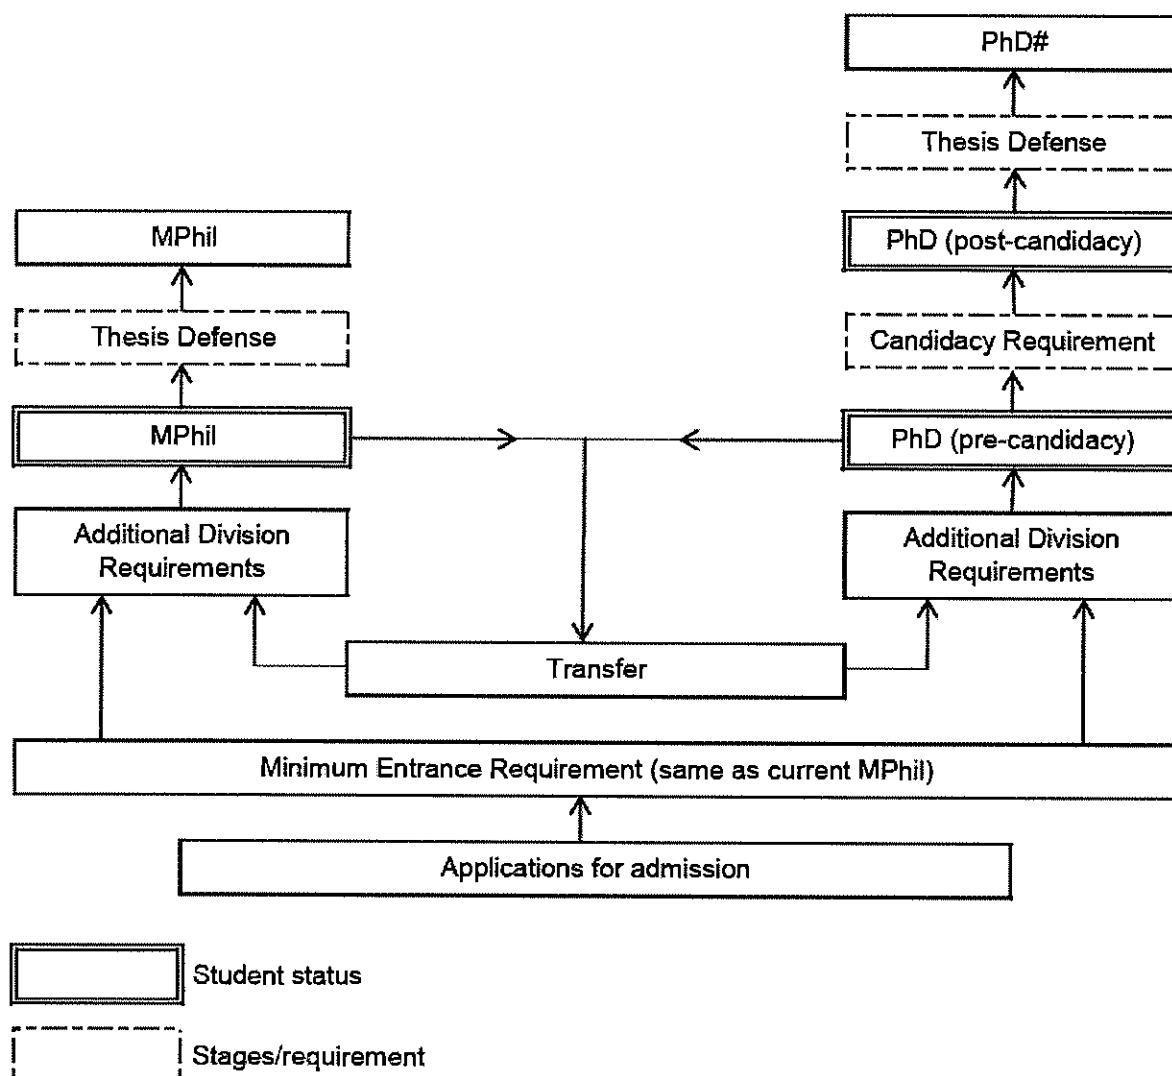 PhD#
Thesis Defense
MPhil
PhD (post-candidacy)
Thesis Defense
Candidacy Requirement
MPhil
PhD (pre-candidacy)
Additional Division
Requirements
Additional Division
Requirements
Transfer
Minimum Entrance Requirement (same as current MPhil)
Applications for admission
Student status
Stages/requirement